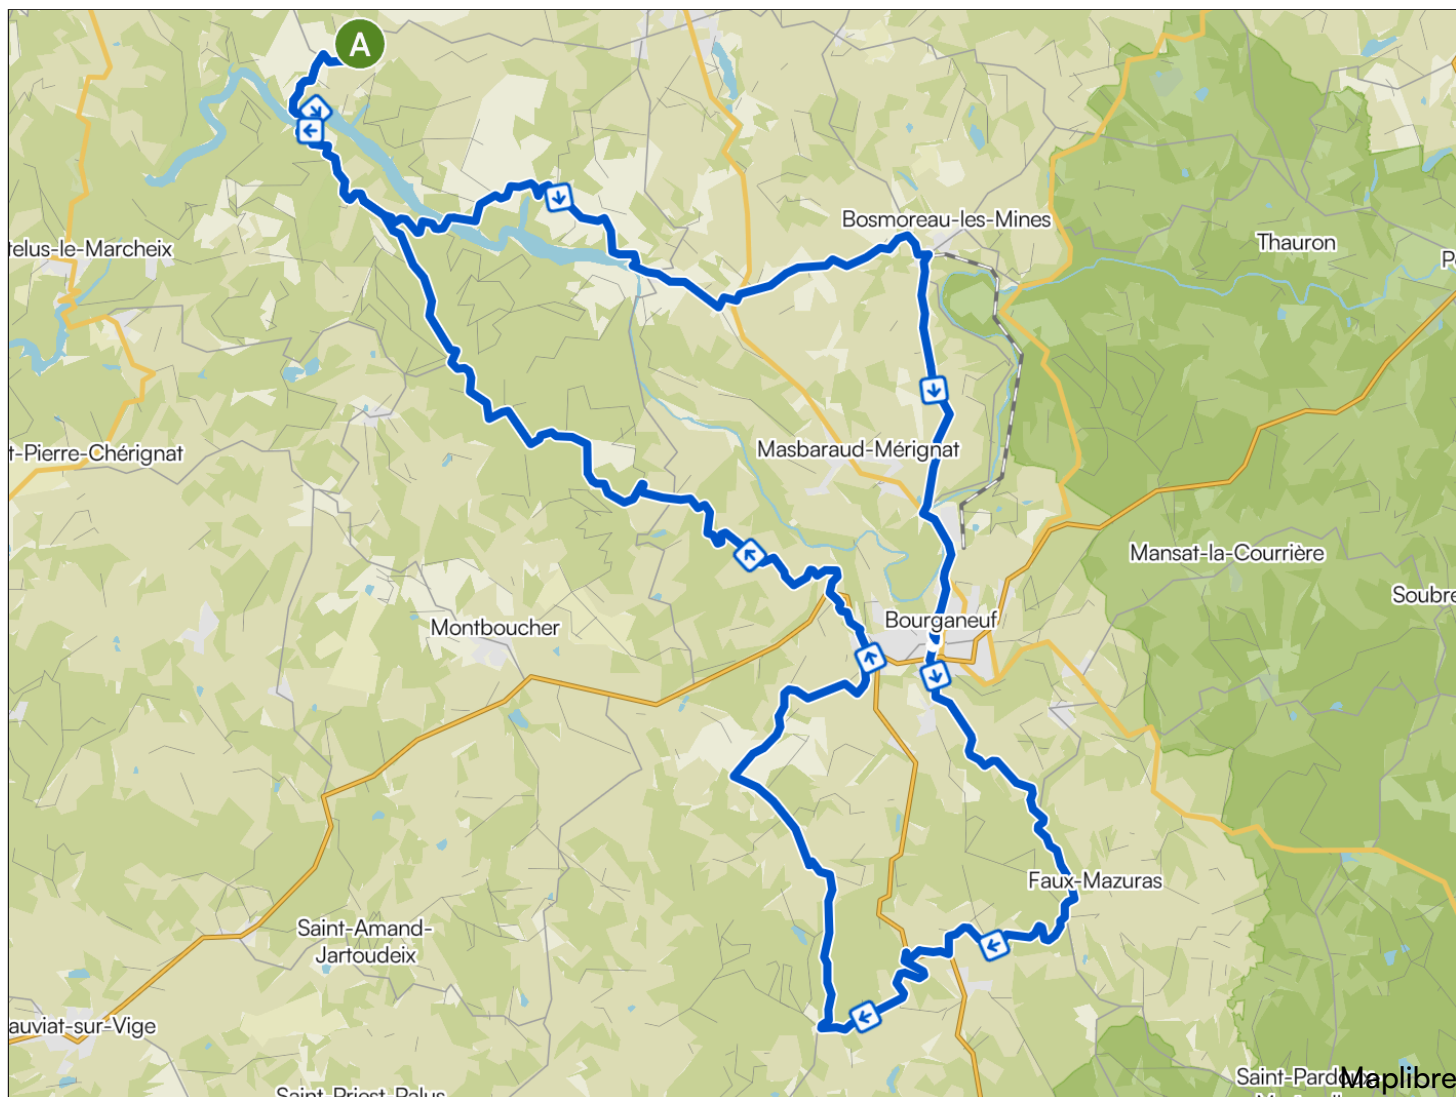 A
Bosmoreau-les-Mines
Thauron
telus-le-Marcheix
P
t-Pierre-Chérignat
Masbaraud-Mérignat
Mansat-la-Courrière
Soubre
Bourganeuf
Montboucher
Faux-Mazuras
Saint-Amand-
Jartoudeix
auviat-sur-Vige
Saint-Priest-Palus
Saint-Pardoux-
Maplibre